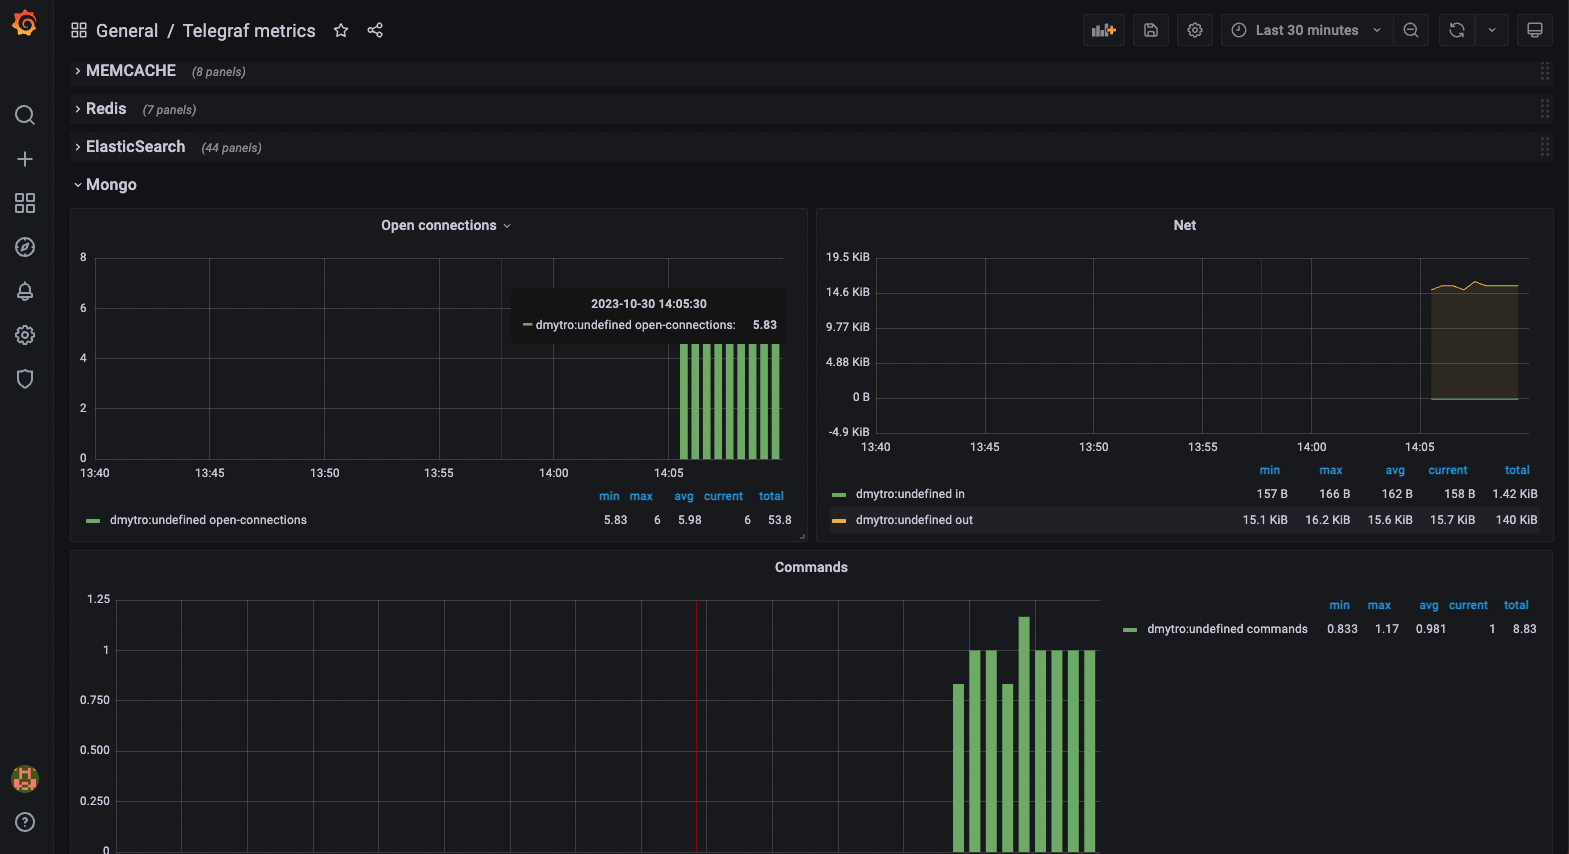 General / Telegraf metrics
Last 30 minutes
MEMCACHE (8 panels)
Redis (7 panels)
ElasticSearch (44 panels)
Mongo
Open connections
8
6
4
2
0
13:40 13:45 13:50 13:55 14:00 14:05
2023-10-30 14:05:30
dmytro:undefined open-connections: 5.83
min max avg current total
dmytro:undefined open-connections 5.83 6 5.98 6 53.8
Net
19.5 KiB
14.6 KiB
9.77 KiB
4.88 KiB
0 B
-4.9 KiB
13:40 13:45 13:50 13:55 14:00 14:05
min max avg current total
dmytro:undefined in 157 B 166 B 162 B 158 B 1.42 KiB
dmytro:undefined out 15.1 KiB 16.2 KiB 15.6 KiB 15.7 KiB 140 KiB
Commands
1.25
1
0.750
0.500
0.250
0
min max avg current total
dmytro:undefined commands 0.833 1.17 0.981 1 8.83